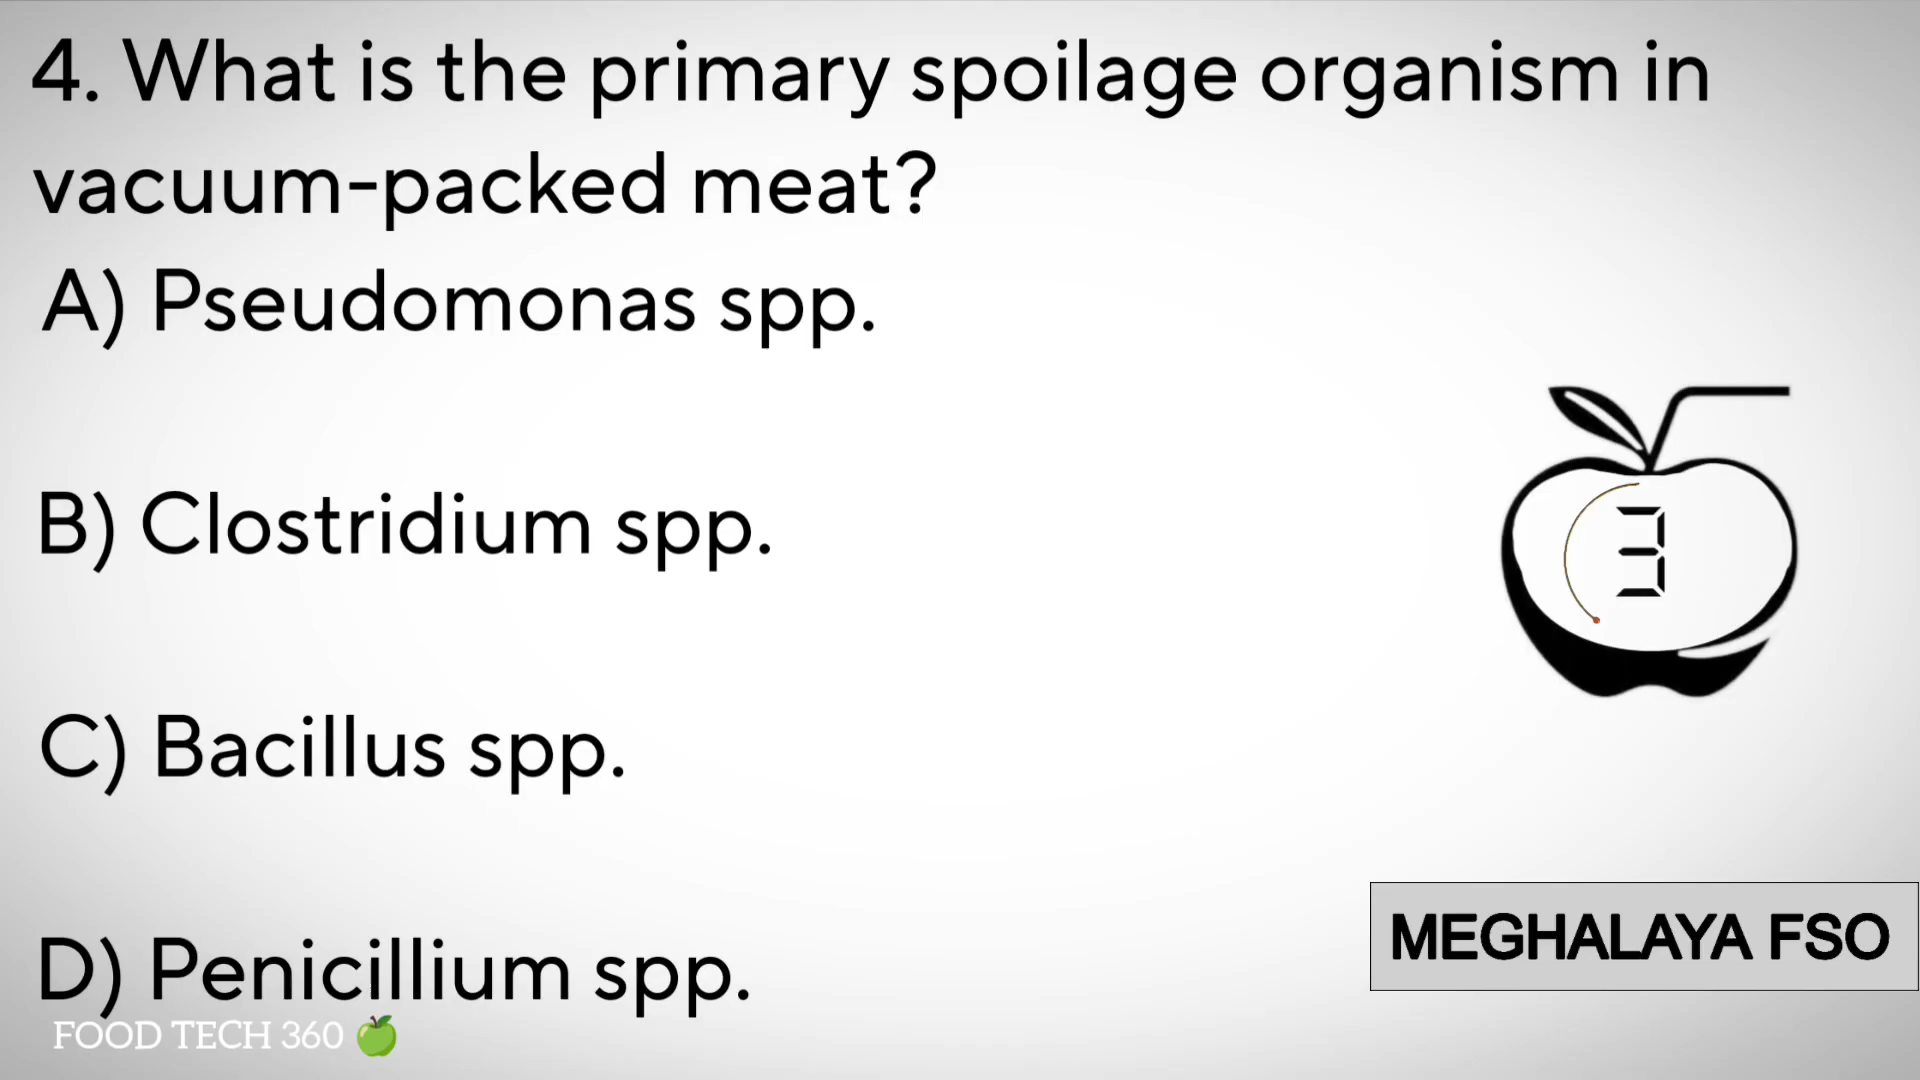 4. What is the primary spoilage organism in
vacuum-packed meat?
A) Pseudomonas spp.
B) Clostridium spp.
3
C) Bacillus spp.
MEGHALAYA FSO
D) Penicillium spp.
FOOD TECH 360